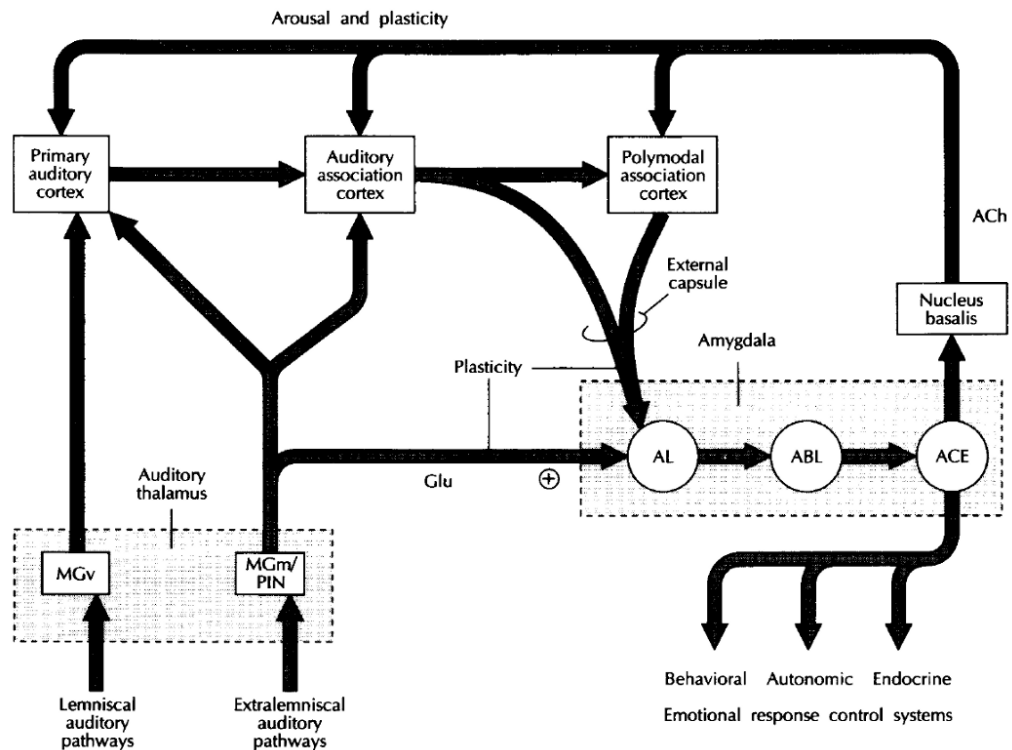 Arousal and plasticity
Primary
auditory
cortex
Auditory
association
cortex
Polymodal
association
cortex
ACh
External
capsule
Nucleus
basalis
Amygdala
Plasticity
AL
ABL
ACE
Glu
+
Auditory
thalamus
MGv
MGm/
PIN
Lemniscal
auditory
pathways
Extralemniscal
auditory
pathways
Behavioral Autonomic Endocrine
Emotional response control systems